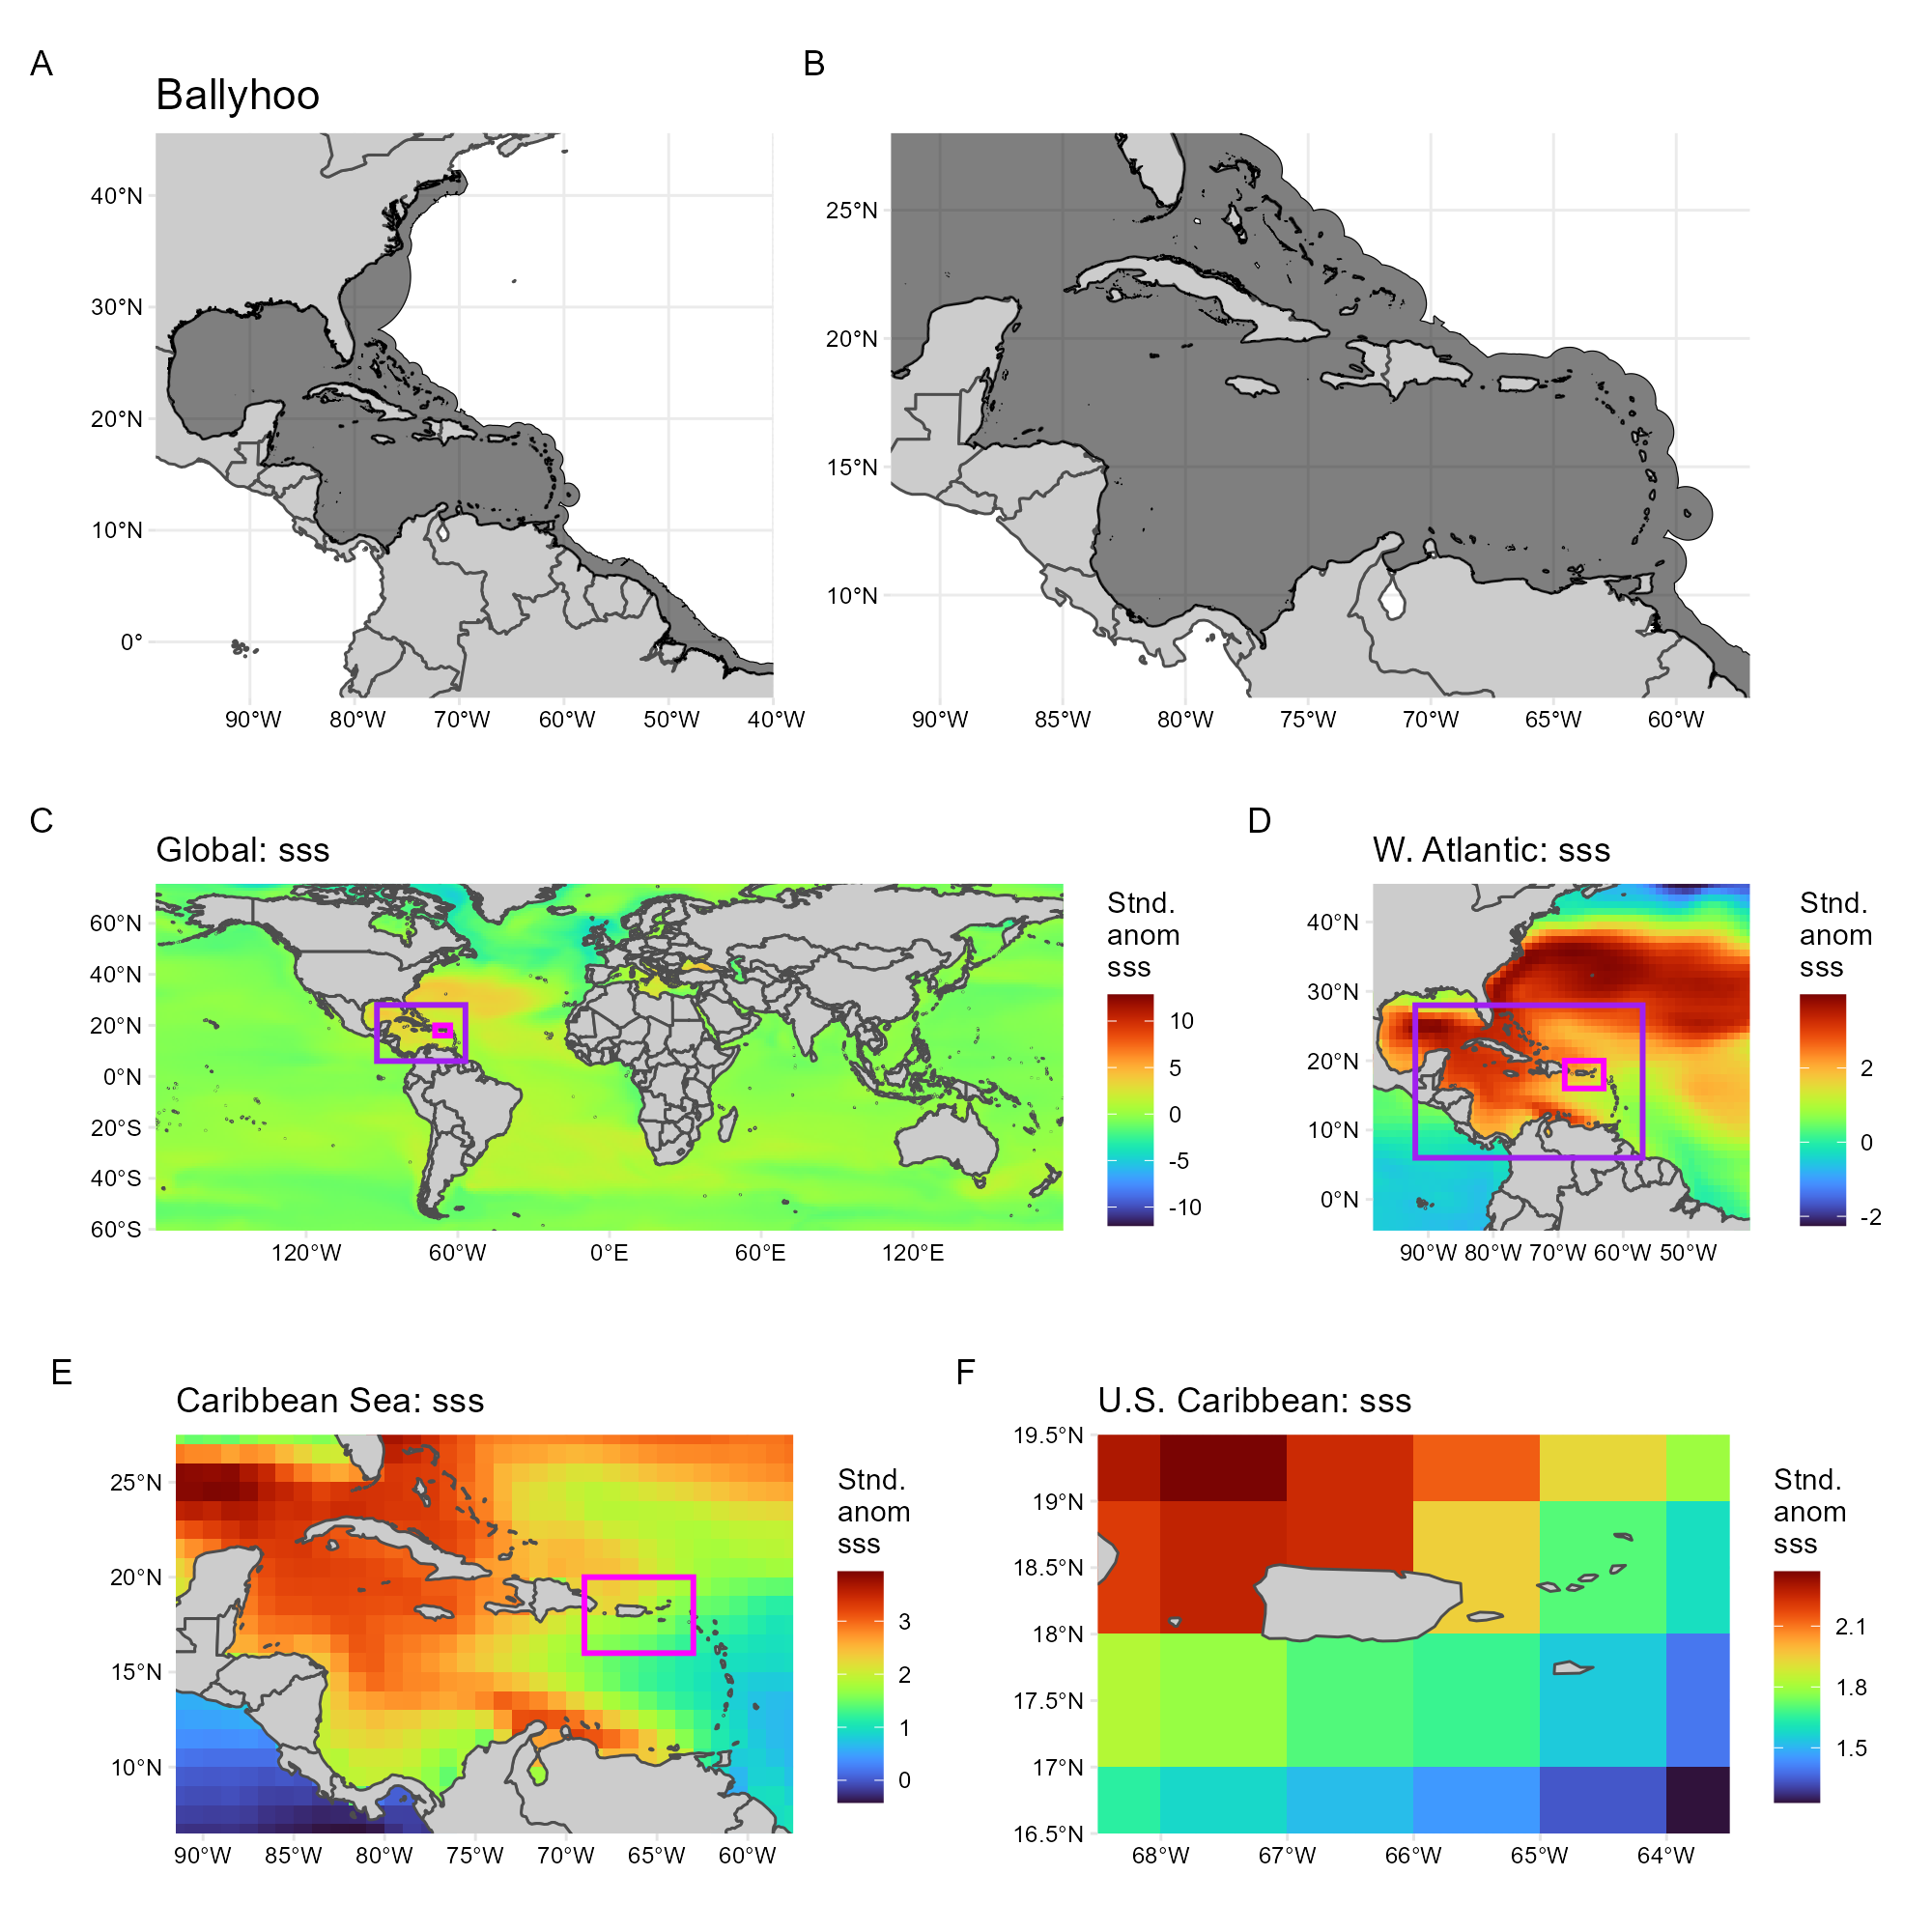 A
B
Ballyhoo
40°N
30°N
20°N
10°N
0°
90°W 80°W 70°W 60°W 50°W 40°W
25°N
20°N
15°N
10°N
90°W 85°W 80°W 75°W 70°W 65°W 60°W
C
Global: sss
60°N
40°N
20°N
0°N
20°S
40°S
60°S
120°W 60°W 0°E 60°E 120°E
Stnd.
anom
sss
10
5
0
-5
-10
D
W. Atlantic: sss
40°N
30°N
20°N
10°N
0°N
90°W 80°W 70°W 60°W 50°W
Stnd.
anom
sss
2
0
-2
E
Caribbean Sea: sss
25°N
20°N
15°N
10°N
90°W 85°W 80°W 75°W 70°W 65°W 60°W
Stnd.
anom
sss
3
2
1
0
F
U.S. Caribbean: sss
19.5°N
19°N
18.5°N
18°N
17.5°N
17°N
16.5°N
68°W 67°W 66°W 65°W 64°W
Stnd.
anom
sss
2.1
1.8
1.5